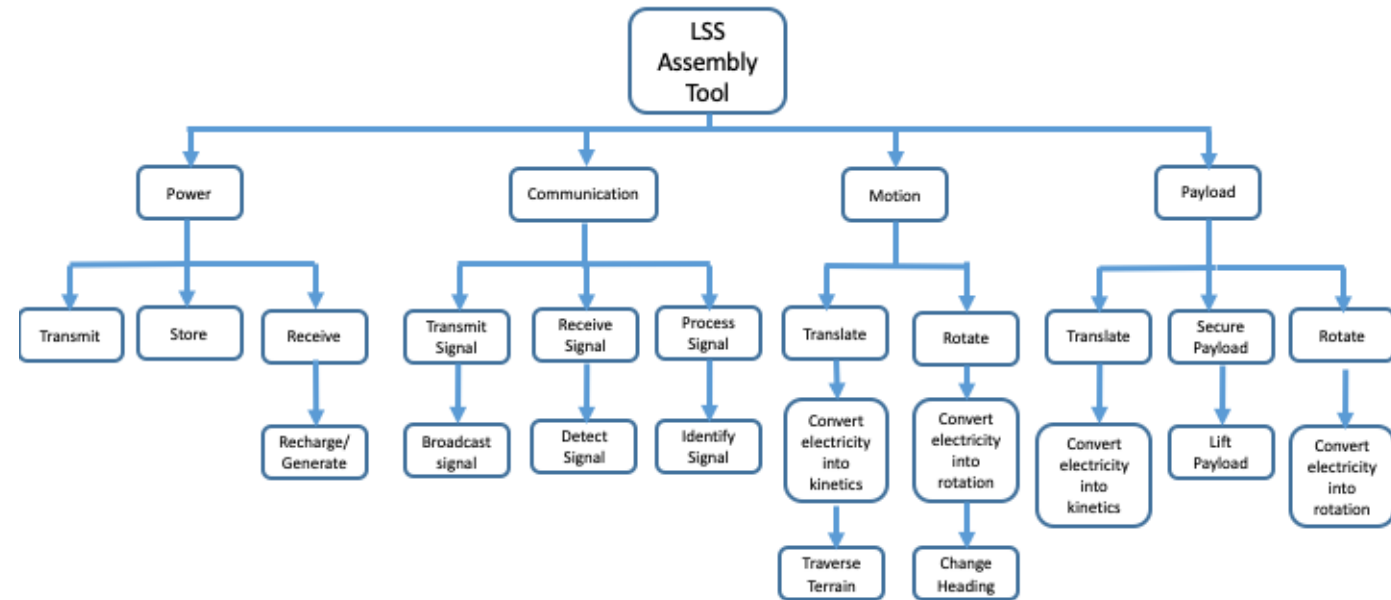 LSS
Assembly
Tool
Power
Communication
Motion
Payload
Transmit
Store
Receive
Transmit
Signal
Receive
Signal
Process
Signal
Translate
Rotate
Translate
Secure
Payload
Rotate
Recharge/
Generate
Broadcast
signal
Detect
Signal
Identify
Signal
Convert
electricity
into
kinetics
Convert
electricity
into
rotation
Convert
electricity
into
kinetics
Lift
Payload
Convert
electricity
into
rotation
Traverse
Terrain
Change
Heading